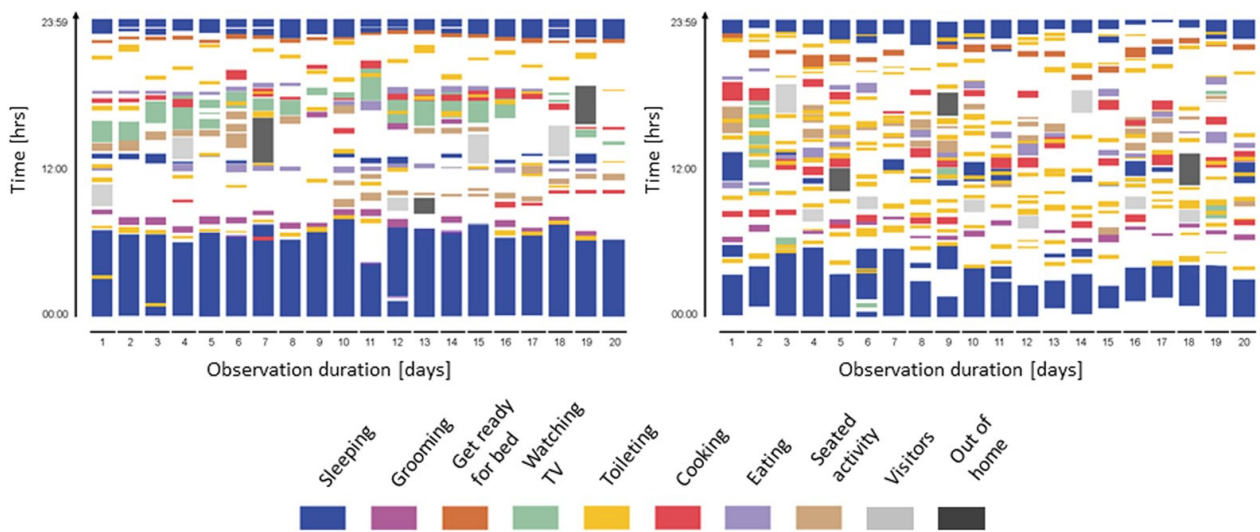 23:59
12:00
00:00
Time [hrs]
1 2 3 4 5 6 7 8 9 10 11 12 13 14 15 16 17 18 19 20
Observation duration [days]
23:59
12:00
00:00
Time [hrs]
1 2 3 4 5 6 7 8 9 10 11 12 13 14 15 16 17 18 19 20
Observation duration [days]
Sleeping
Grooming
Get ready
for bed
Watching
TV
Toileting
Cooking
Eating
Seated
activity
Visitors
Out of
home